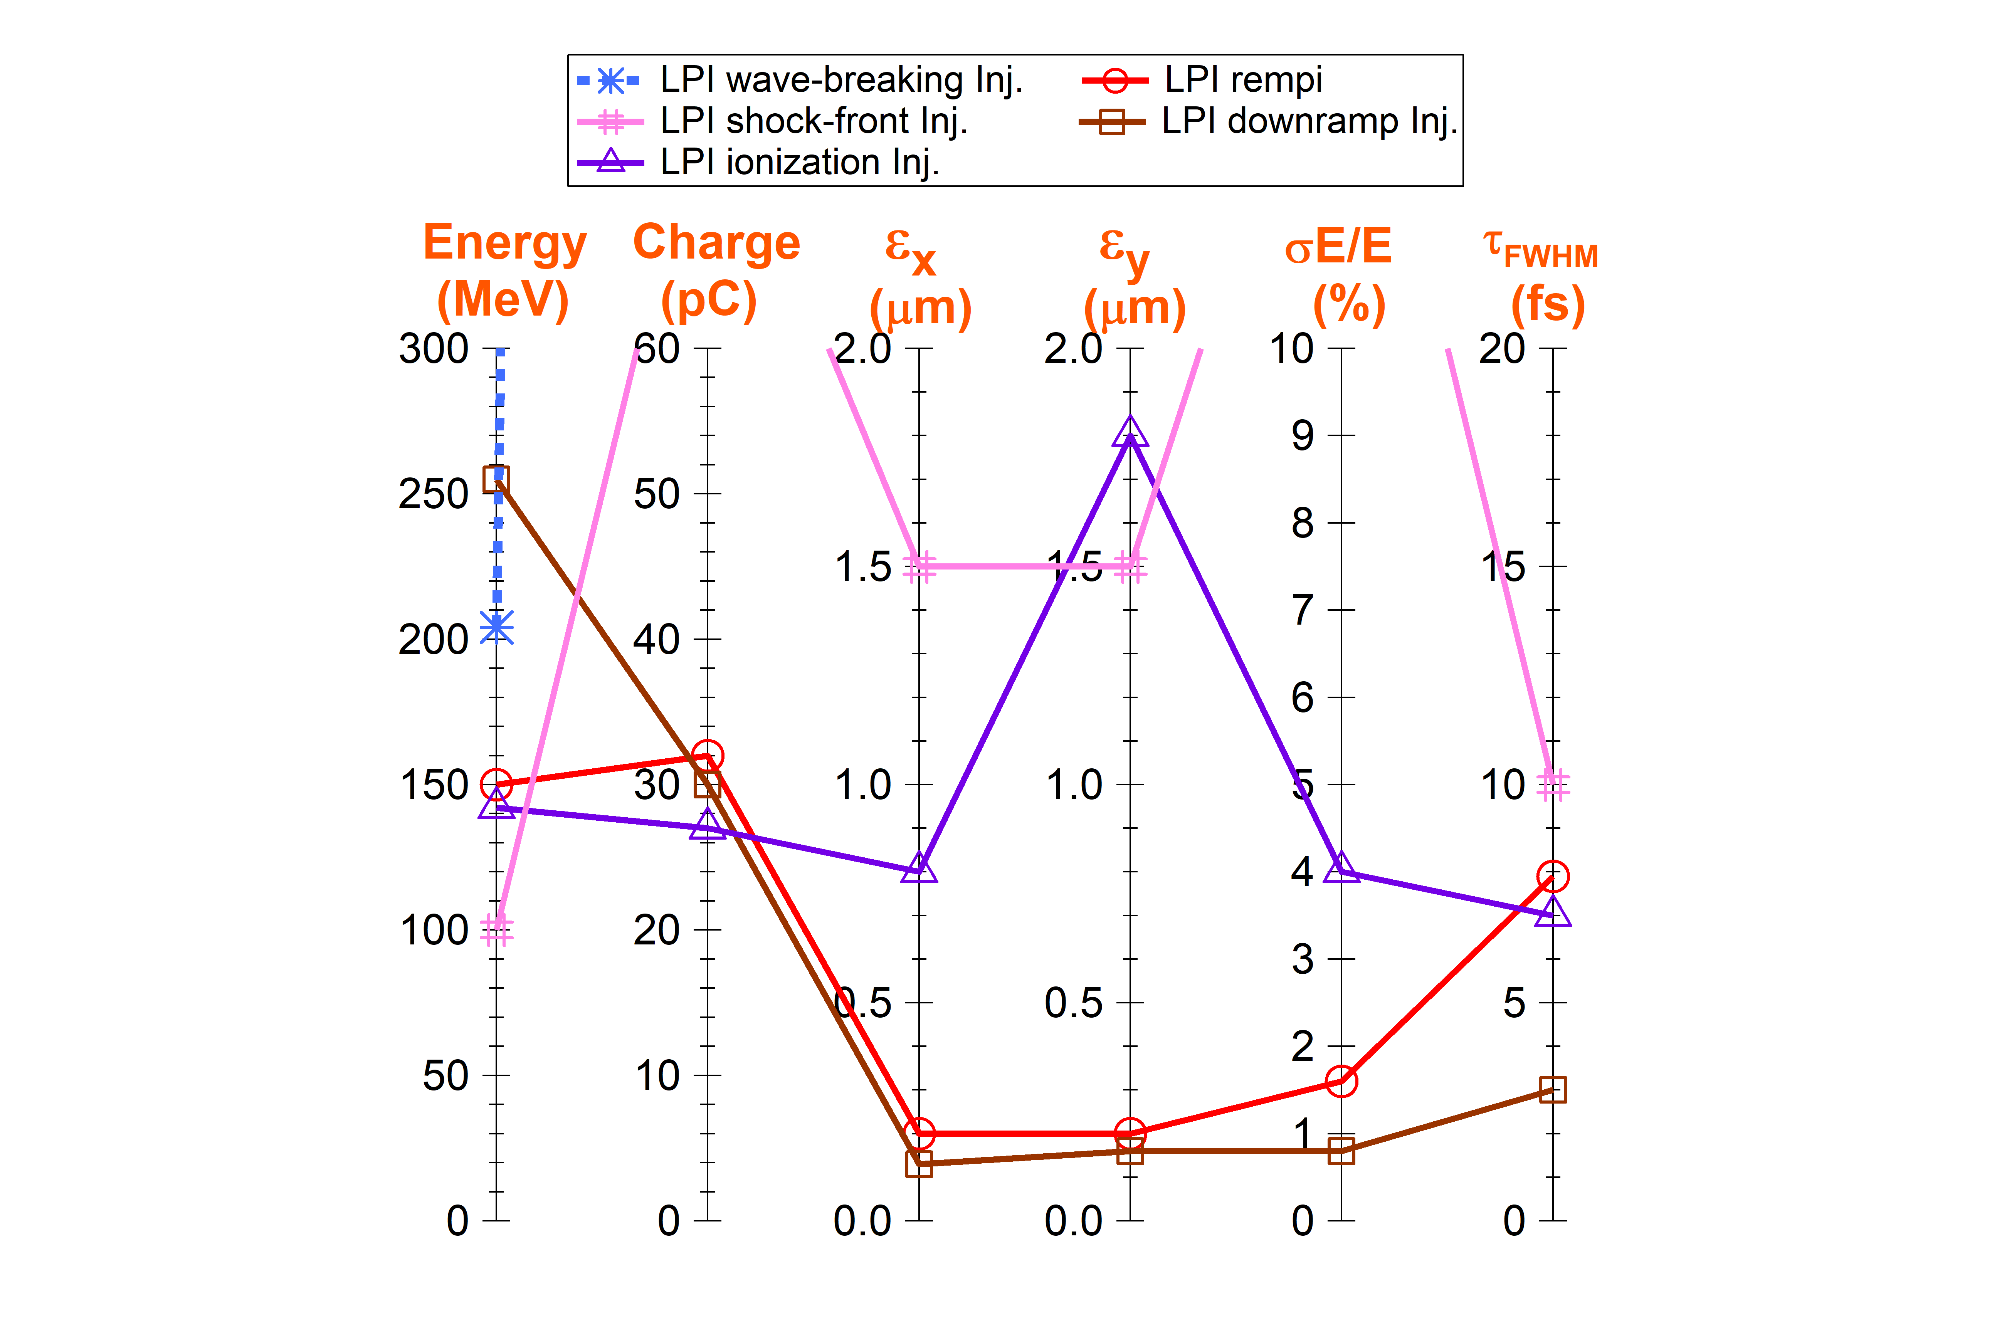 LPI wave-breaking Inj.
LPI rempi
LPI shock-front Inj.
LPI downramp Inj.
LPI ionization Inj.
Energy
(MeV)
Charge
(pC)
εx
(μm)
εy
(μm)
σE/E
(%)
τFWHM
(fs)
300
250
200
150
100
50
0
60
50
40
30
20
10
0
2.0
1.5
1.0
0.5
0.0
2.0
1.5
1.0
0.5
0.0
10
9
8
7
6
5
4
3
2
1
0
20
15
10
5
0